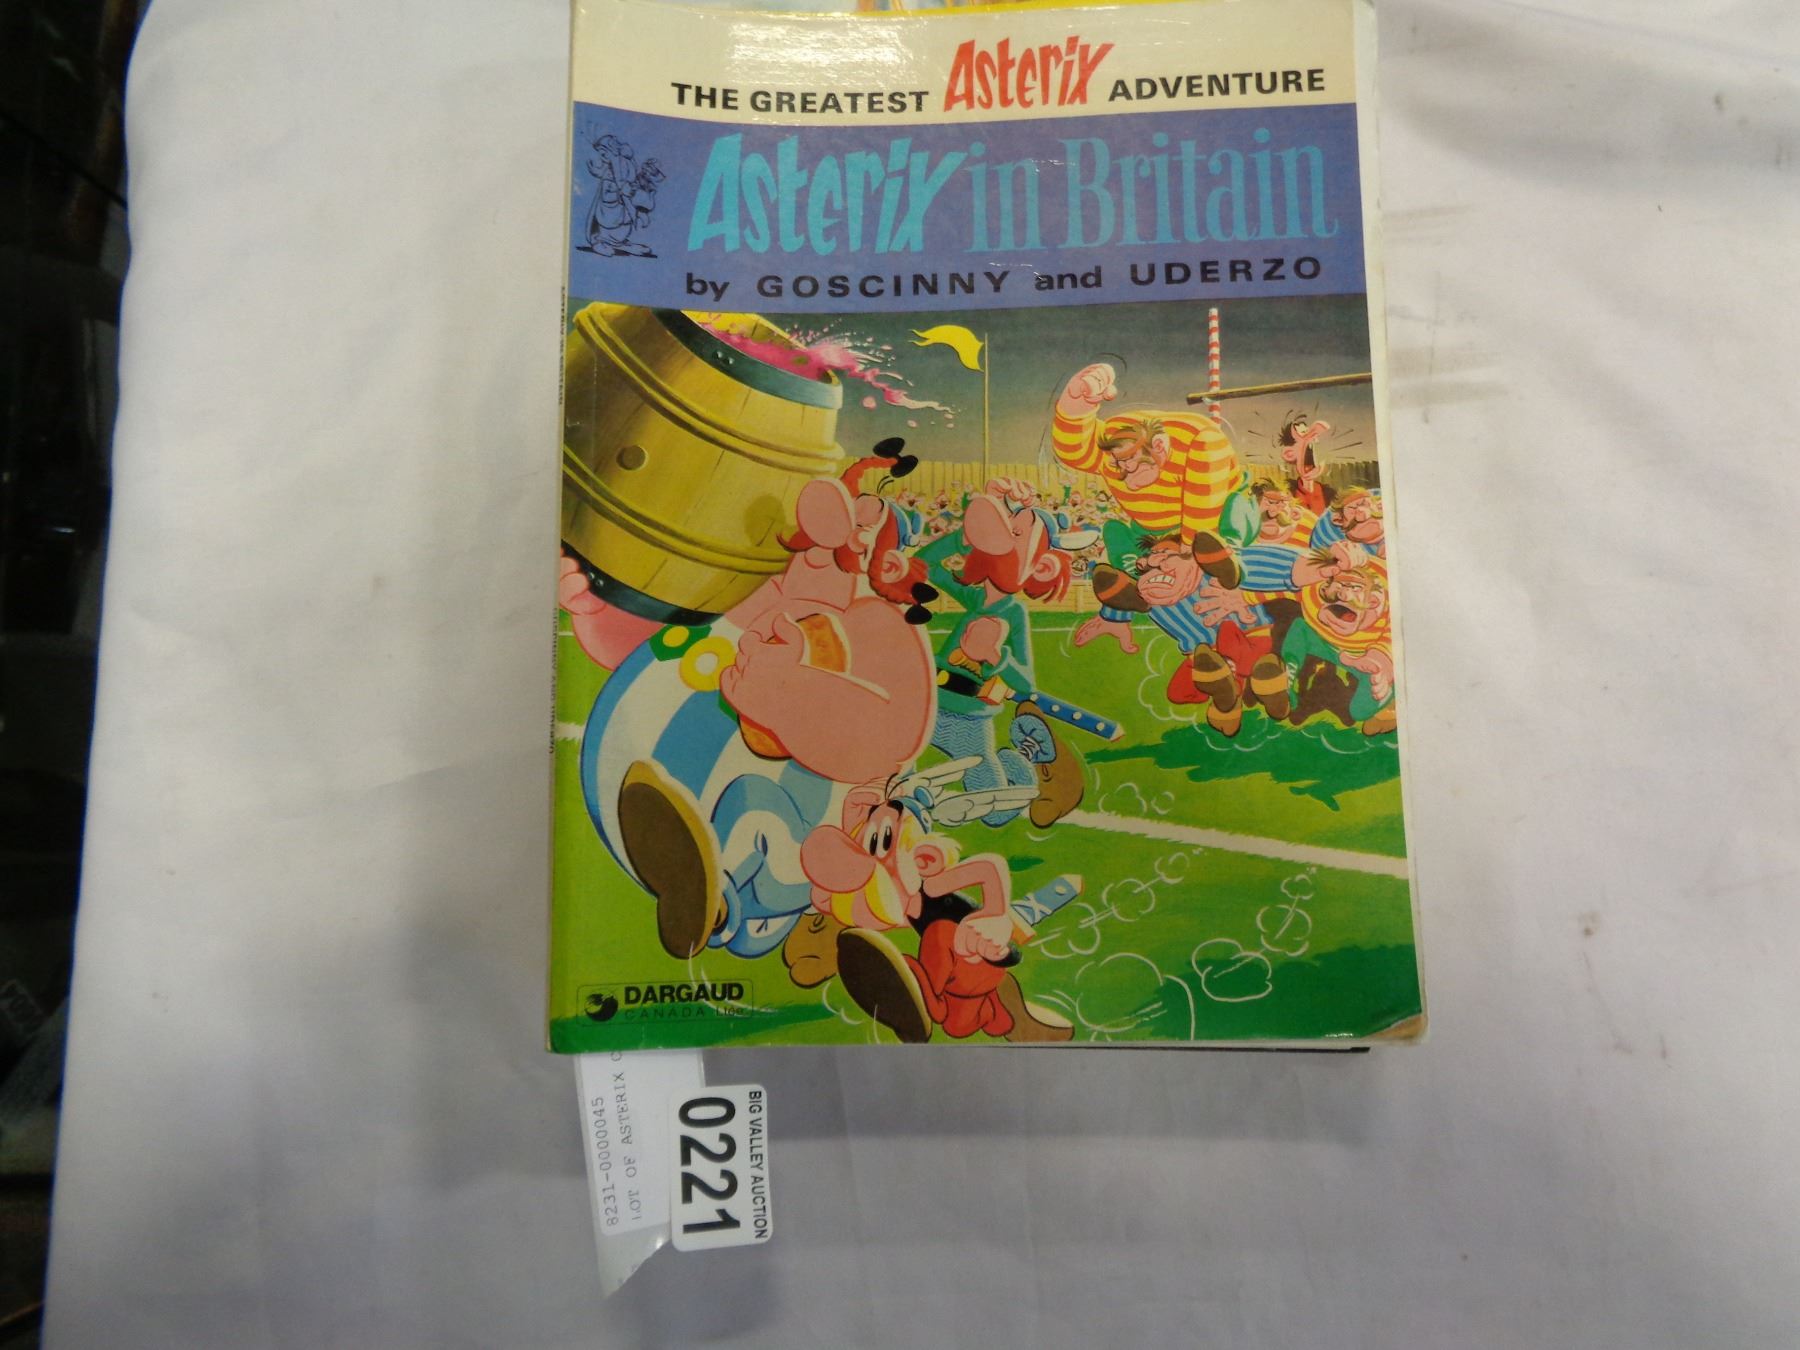 THE GREATEST Asterix ADVENTURE
Asterix in Britain
by GOSCINNY and UDERZO
DARGAUD
CANADA Ltée
BIG VALLEY AUCTION
0221
8231-0000045
LOT OF ASTERIX C